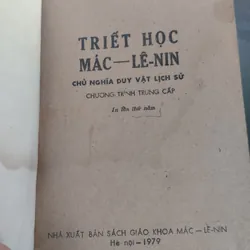 TRIẾT HỌC
MÁC—LÊ-NIN
CHỦ NGHĨA DUY VẬT LỊCH SỬ
CHƯƠNG TRÌNH TRUNG CẤP
In lần thứ năm
NHÀ XUẤT BẢN SÁCH GIÁO KHOA MÁC — LÊ-NIN
Hà nội — 1979